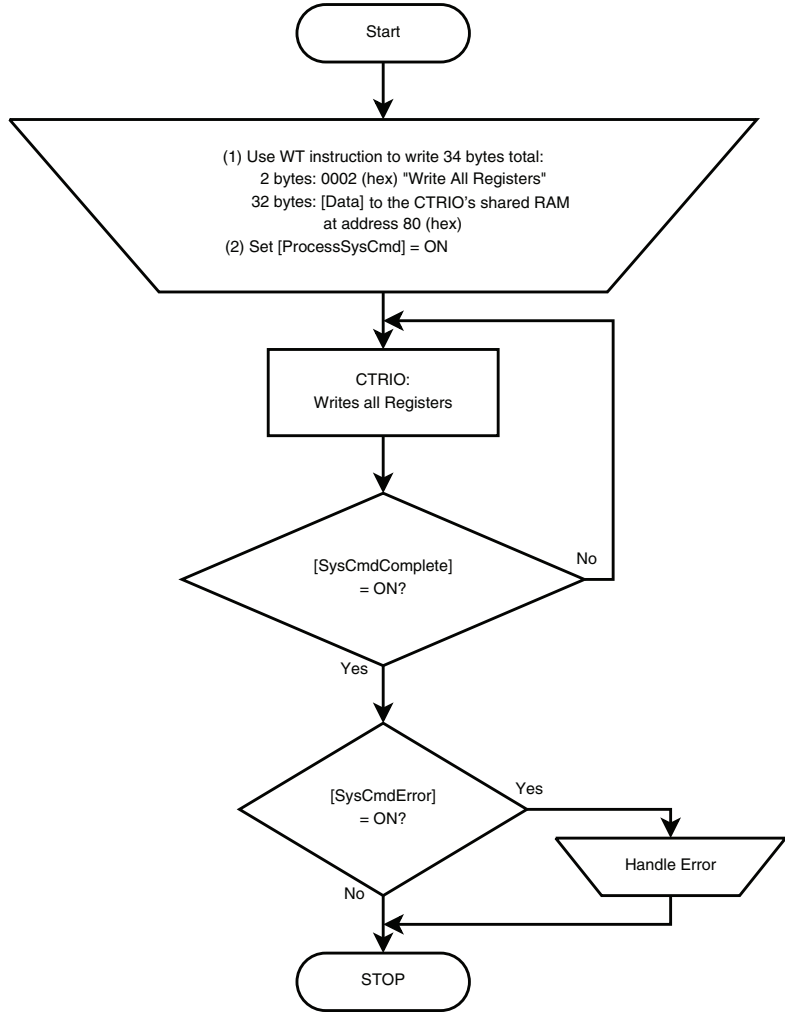 Start
(1) Use WT instruction to write 34 bytes total:
2 bytes: 0002 (hex) "Write All Registers"
32 bytes: [Data] to the CTRIO's shared RAM
at address 80 (hex)
(2) Set [ProcessSysCmd] = ON
CTRIO:
Writes all Registers
[SysCmdComplete]
= ON?
No
Yes
[SysCmdError]
= ON?
Yes
Handle Error
No
STOP